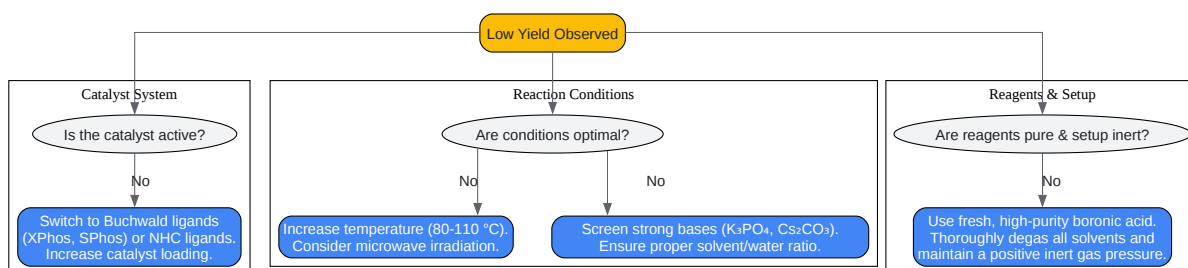 Low Yield Observed
Catalyst System
Is the catalyst active?
No
Switch to Buchwald ligands
(XPhos, SPhos) or NHC ligands.
Increase catalyst loading.
Reaction Conditions
Are conditions optimal?
No
No
Increase temperature (80-110 °C).
Consider microwave irradiation.
Screen strong bases (K₃PO₄, Cs₂CO₃).
Ensure proper solvent/water ratio.
Reagents & Setup
Are reagents pure & setup inert?
No
Use fresh, high-purity boronic acid.
Thoroughly degas all solvents and
maintain a positive inert gas pressure.